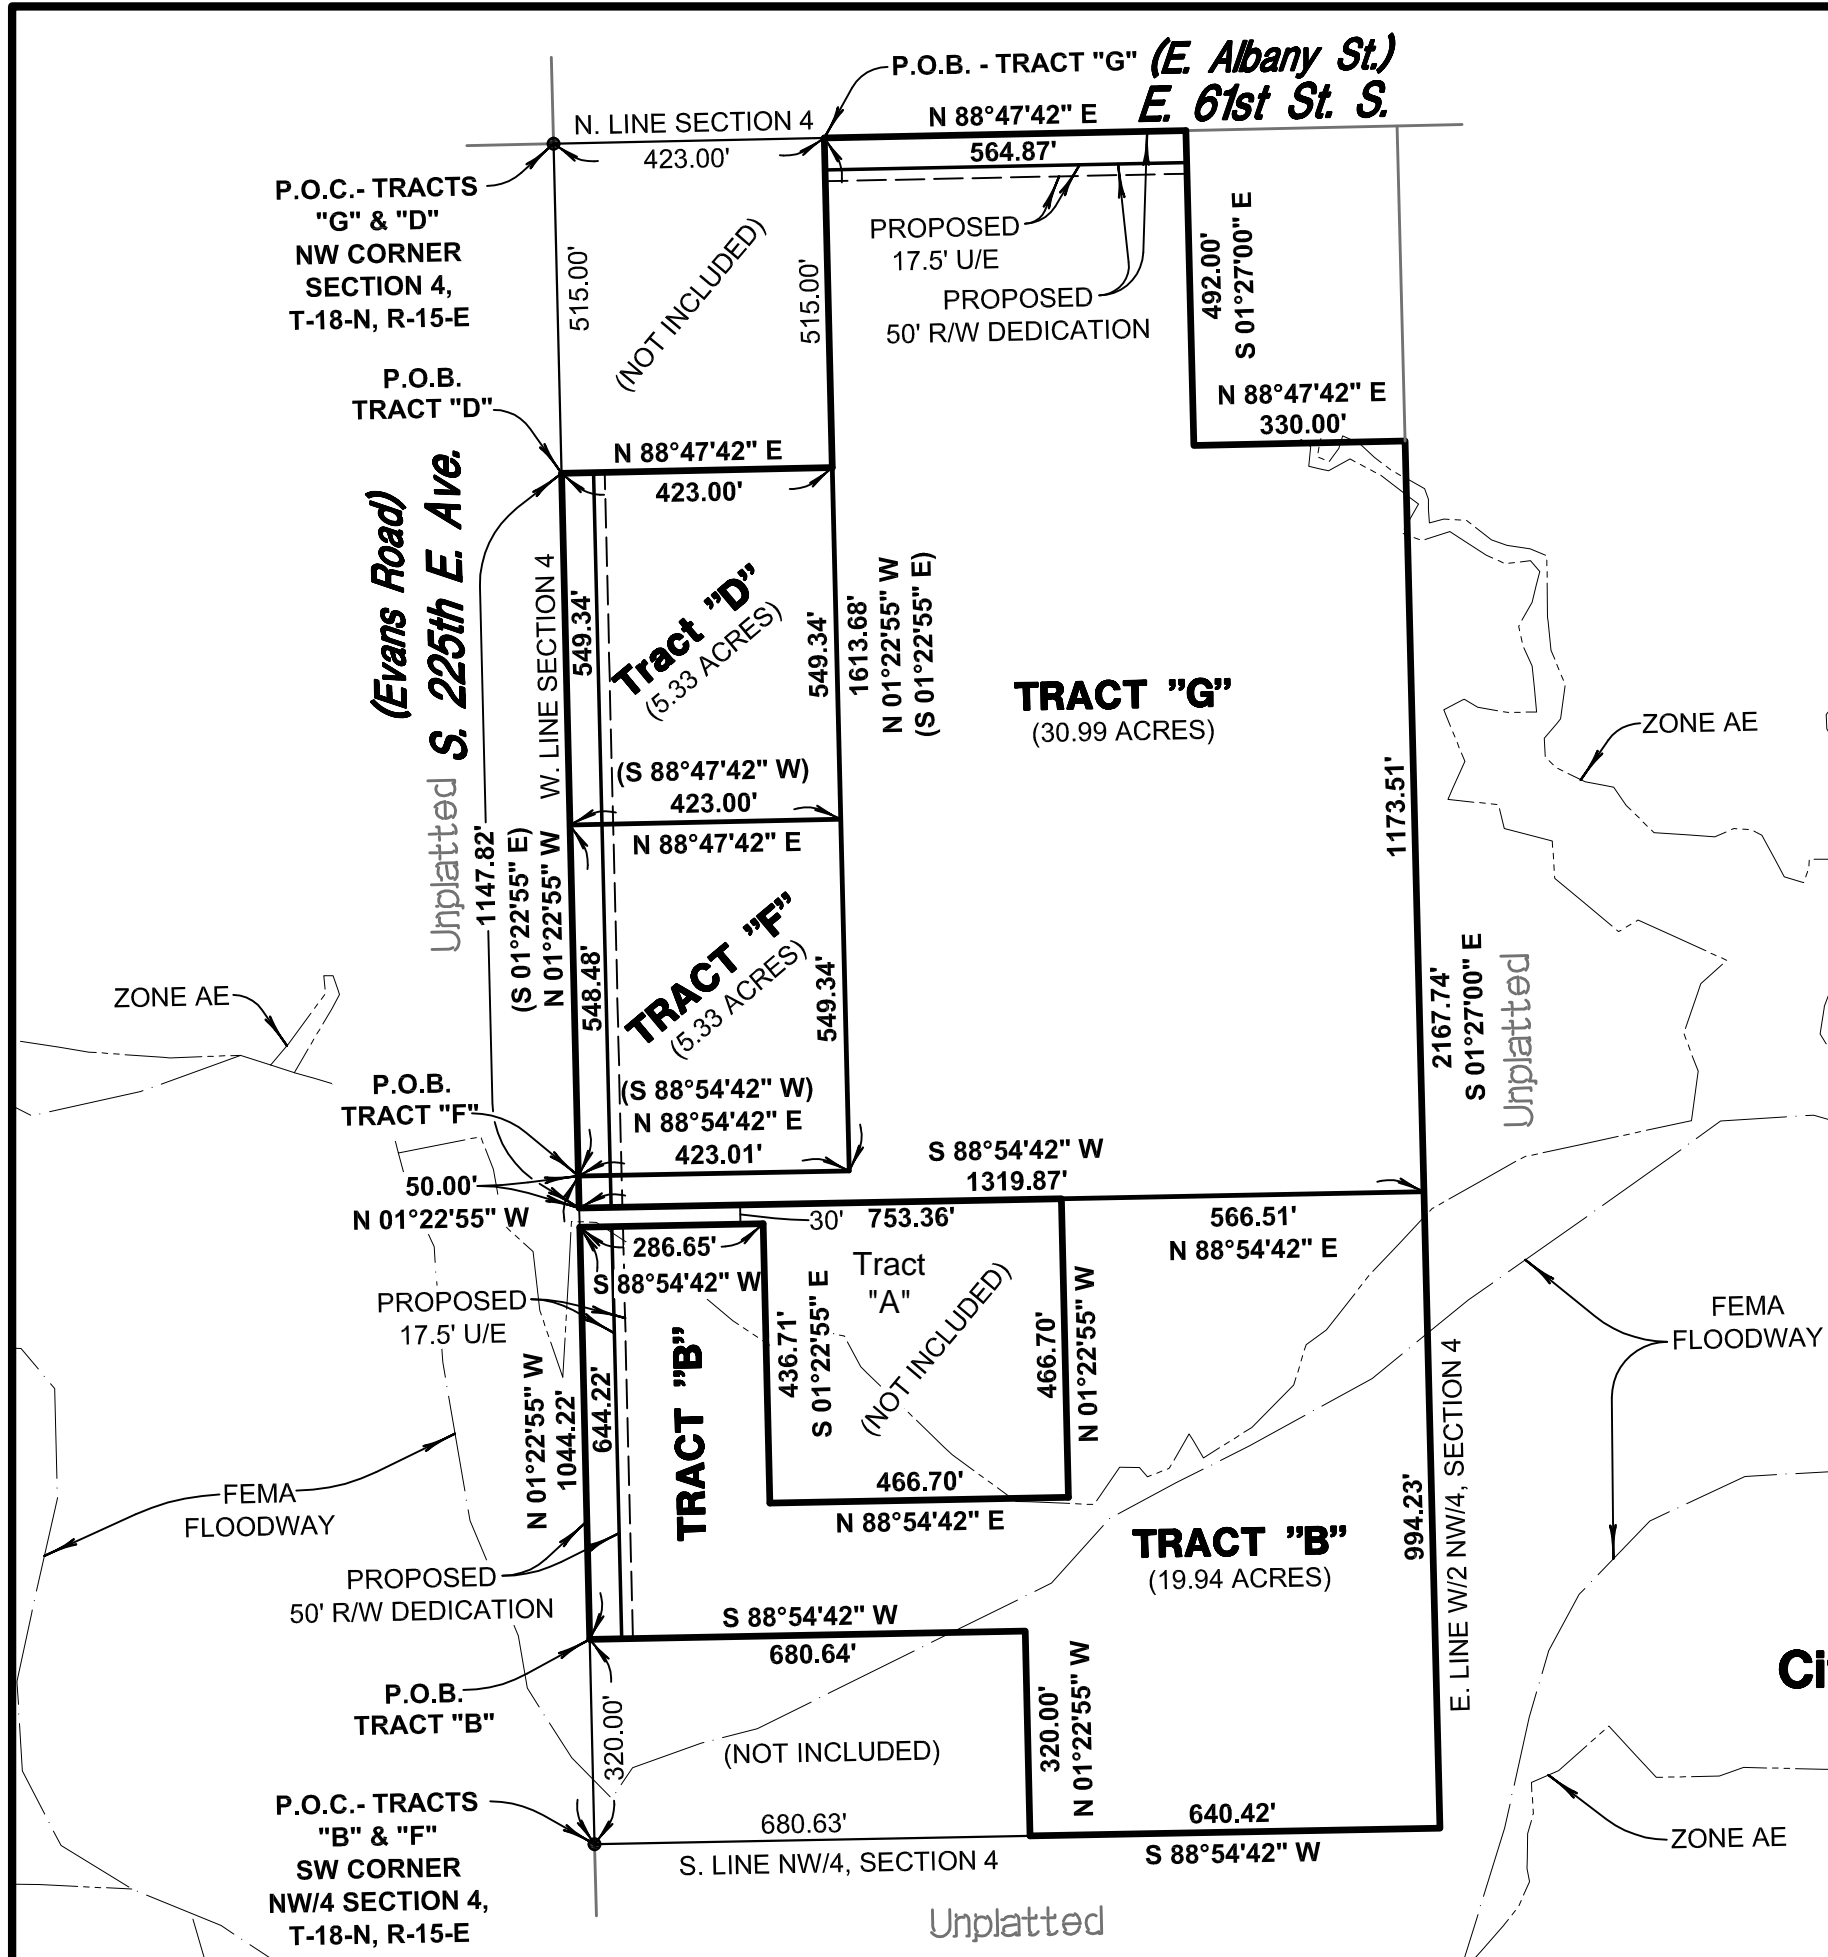 P.O.B. - TRACT "G"
(E. Albany St.)
E. 61st St. S.
N. LINE SECTION 4
423.00'
N 88°47'42" E
564.87'
P.O.C.- TRACTS
"G" & "D"
NW CORNER
SECTION 4,
T-18-N, R-15-E
515.00'
(NOT INCLUDED)
515.00'
PROPOSED
17.5' U/E
PROPOSED
50' R/W DEDICATION
492.00'
S 01°27'00" E
N 88°47'42" E
330.00'
P.O.B.
TRACT "D"
N 88°47'42" E
423.00'
(Evans Road)
S. 225th E. Ave.
Unplatted
W. LINE SECTION 4
549.34'
Tract "D"
(5.33 ACRES)
549.34'
1613.68'
N 01°22'55" W
(S 01°22'55" E)
TRACT "G"
(30.99 ACRES)
ZONE AE
1173.51'
(S 88°47'42" W)
423.00'
N 88°47'42" E
1147.82'
(S 01°22'55" E)
N 01°22'55" W
548.48'
TRACT "F"
(5.33 ACRES)
549.34'
2167.74'
S 01°27'00" E
Unplatted
ZONE AE
P.O.B.
TRACT "F"
(S 88°54'42" W)
N 88°54'42" E
423.01'
S 88°54'42" W
1319.87'
50.00'
N 01°22'55" W
30'
753.36'
566.51'
N 88°54'42" E
286.65'
S 88°54'42" W
Tract
"A"
(NOT INCLUDED)
PROPOSED
17.5' U/E
N 01°22'55" W
1044.22'
644.22'
TRACT "B"
436.71'
S 01°22'55" E
466.70'
N 01°22'55" W
466.70'
N 88°54'42" E
FEMA
FLOODWAY
E. LINE W/2 NW/4, SECTION 4
994.23'
FEMA
FLOODWAY
TRACT "B"
(19.94 ACRES)
PROPOSED
50' R/W DEDICATION
S 88°54'42" W
680.64'
P.O.B.
TRACT "B"
320.00'
(NOT INCLUDED)
320.00'
N 01°22'55" W
Ci
P.O.C.- TRACTS
"B" & "F"
SW CORNER
NW/4 SECTION 4,
T-18-N, R-15-E
680.63'
S. LINE NW/4, SECTION 4
640.42'
S 88°54'42" W
ZONE AE
Unplatted